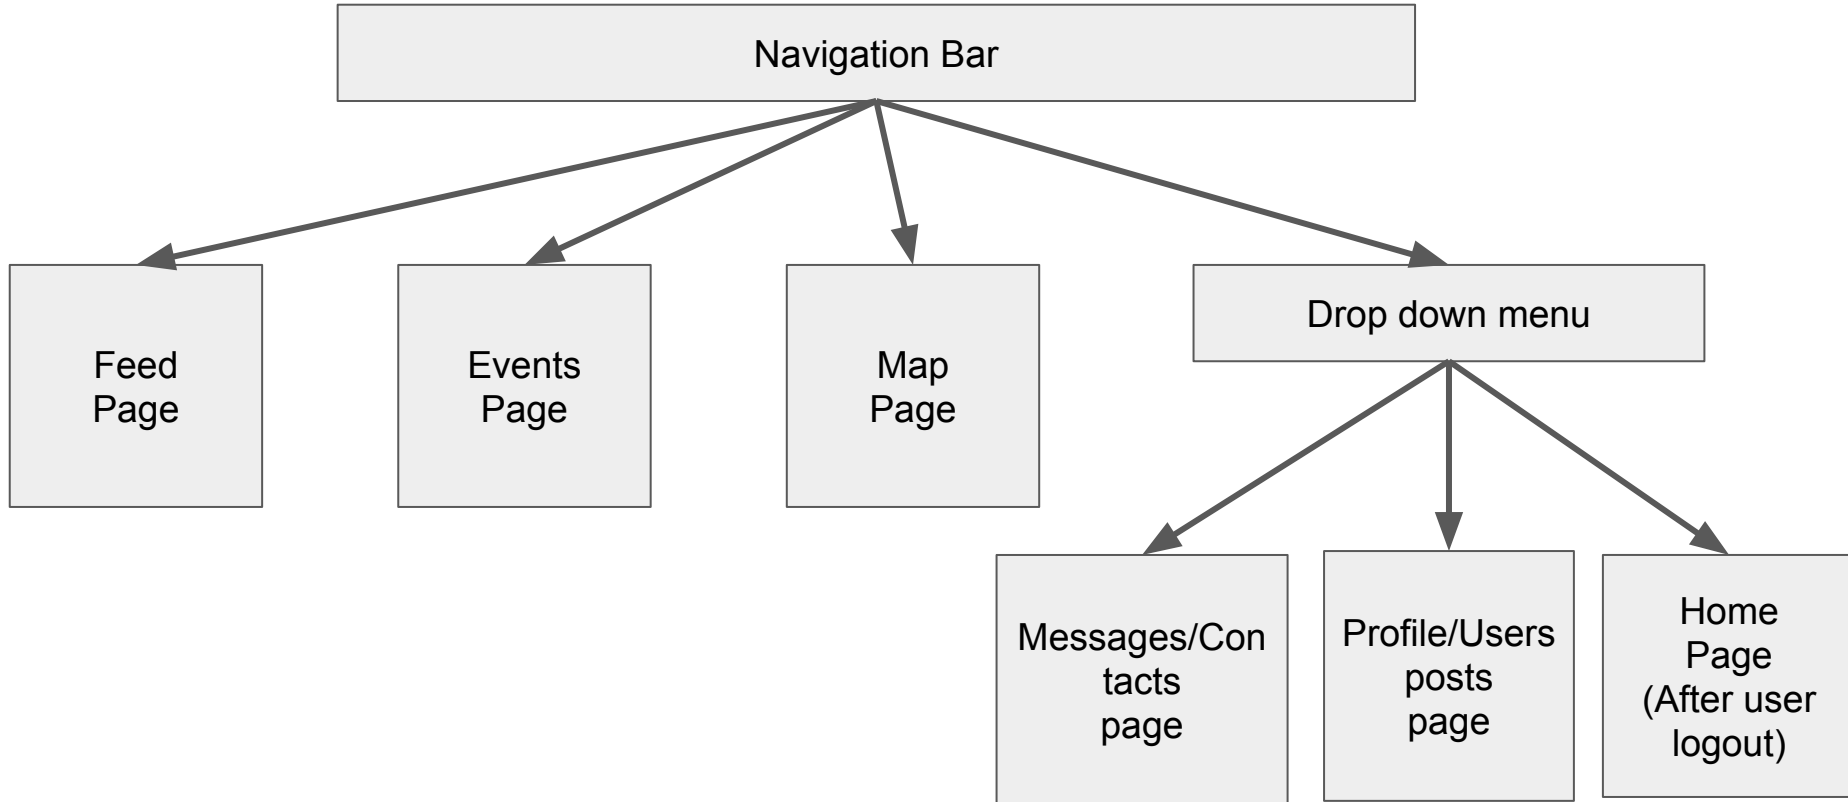 Navigation Bar
Feed
Page
Events
Page
Map
Page
Drop down menu
Messages/Con
tacts
page
Profile/Users
posts
page
Home
Page
(After user
logout)